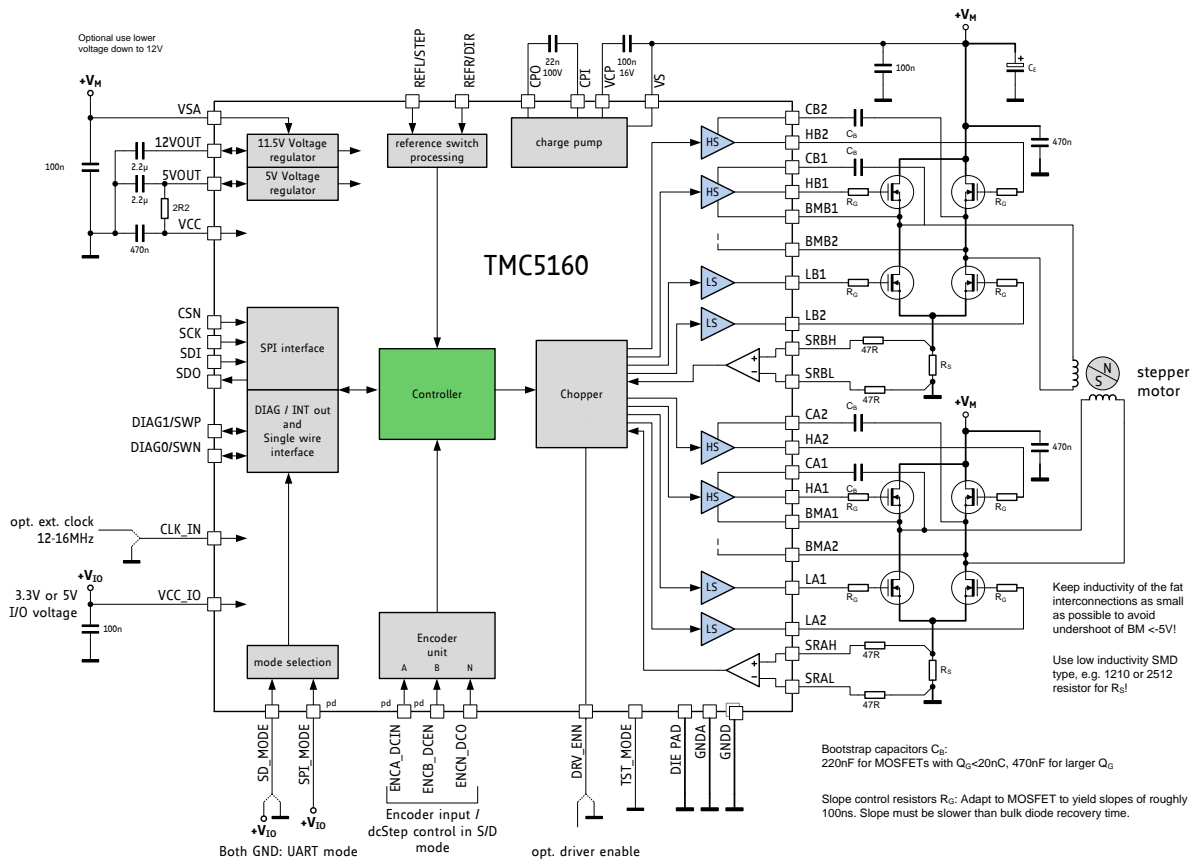 Optional use lower
voltage down to 12V
+VM
VSA
12VOUT
2.2µ
100n
5VOUT
2.2µ
2R2
VCC
470n
11.5V Voltage
regulator
5V Voltage
regulator
REFL/STEP
REFR/DIR
reference switch
processing
CPO
22n
100V
CPI
VCP
100n
16V
VS
charge pump
+VM
100n
+
CE
470n
TMC5160
CB2
CB
HS
HB2
CB1
CB
HS
HB1
RG
RG
BMB1
BMB2
LS
LB1
RG
RG
LS
LB2
SRBH
47R
+
−
RS
SRBL
47R
N
S
stepper
motor
CSN
SCK
SDI
SDO
SPI interface
DIAG / INT out
and
Single wire
interface
DIAG1/SWP
DIAG0/SWN
Controller
Chopper
+VM
CA2
CB
HS
HA2
470n
CA1
CB
HS
HA1
RG
RG
BMA1
BMA2
LS
LA1
RG
RG
LS
LA2
SRAH
47R
+
−
RS
SRAL
47R
opt. ext. clock
12-16MHz
CLK_IN
+VIO
3.3V or 5V
I/O voltage
VCC_IO
100n
mode selection
Encoder
unit
A B N
pd
pd
pd
SD_MODE
SPI_MODE
ENCA_DCIN
ENCB_DCEN
ENCN_DCO
DRV_ENN
TST_MODE
DIE PAD
GNDA
GNDD
+VIO
+VIO
Both GND: UART mode
Encoder input /
dcStep control in S/D
mode
opt. driver enable
Keep inductivity of the fat
interconnections as small
as possible to avoid
undershoot of BM <-5V!
Use low inductivity SMD
type, e.g. 1210 or 2512
resistor for RS!
Bootstrap capacitors CB:
220nF for MOSFETs with QG<20nC, 470nF for larger QG
Slope control resistors RG: Adapt to MOSFET to yield slopes of roughly
100ns. Slope must be slower than bulk diode recovery time.